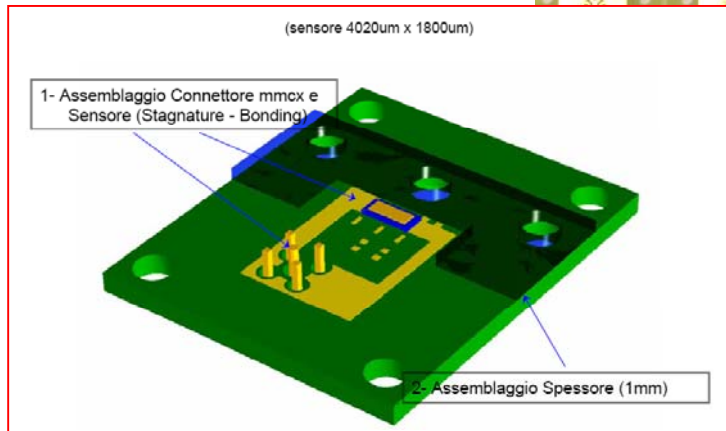 (sensore 4020um x 1800um)
1- Assemblaggio Connettore mmcx e
Sensore (Stagnature - Bonding)
2- Assemblaggio Spessore (1mm)